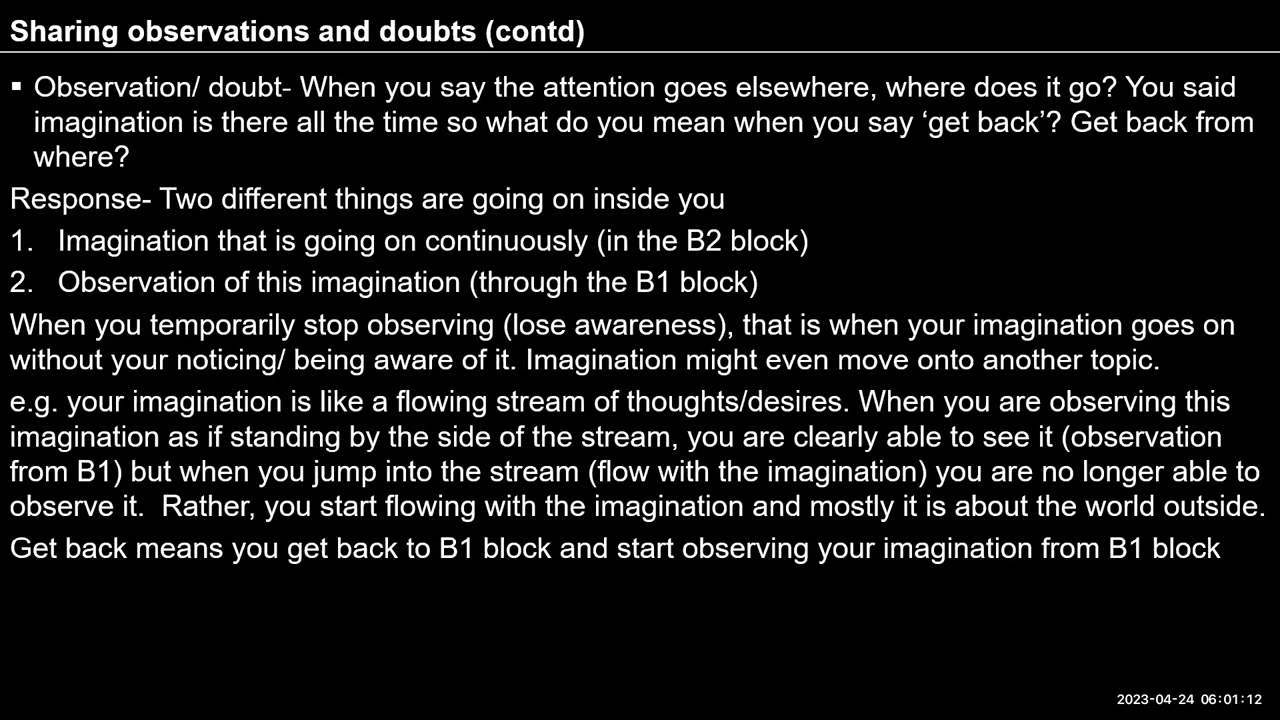 Sharing observations and doubts (contd)
▪ Observation/ doubt- When you say the attention goes elsewhere, where does it go? You said
imagination is there all the time so what do you mean when you say ‘get back’? Get back from
where?
Response- Two different things are going on inside you
1. Imagination that is going on continuously (in the B2 block)
2. Observation of this imagination (through the B1 block)
When you temporarily stop observing (lose awareness), that is when your imagination goes on
without your noticing/ being aware of it. Imagination might even move onto another topic.
e.g. your imagination is like a flowing stream of thoughts/desires. When you are observing this
imagination as if standing by the side of the stream, you are clearly able to see it (observation
from B1) but when you jump into the stream (flow with the imagination) you are no longer able to
observe it.  Rather, you start flowing with the imagination and mostly it is about the world outside.
Get back means you get back to B1 block and start observing your imagination from B1 block
2023-04-24 06:01:12